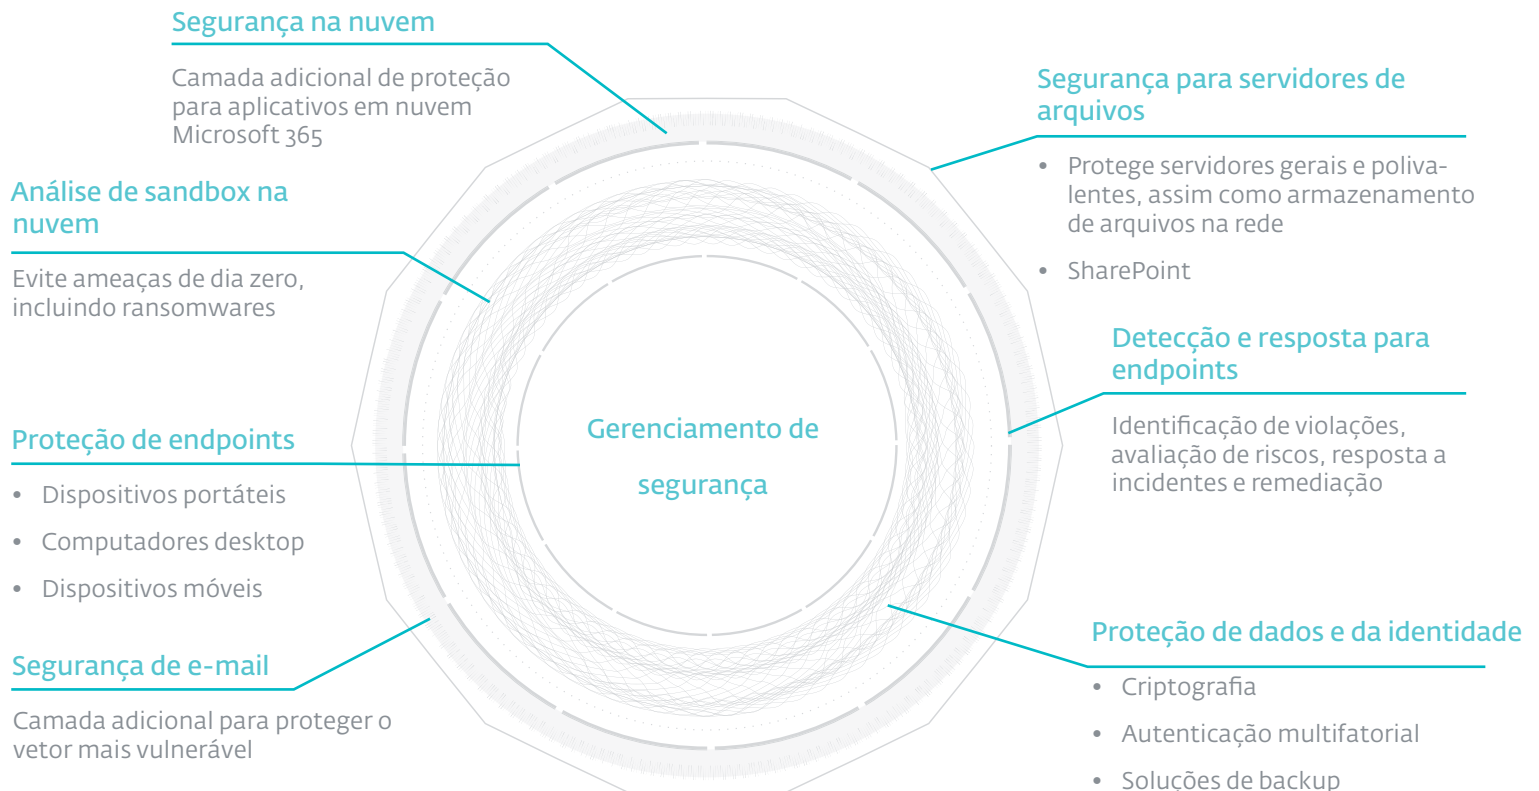 Segurança na nuvem
Camada adicional de proteção
para aplicativos em nuvem
Microsoft 365
Análise de sandbox na
nuvem
Evite ameaças de dia zero,
incluindo ransomwares
Proteção de endpoints
• Dispositivos portáteis
• Computadores desktop
• Dispositivos móveis
Segurança de e-mail
Camada adicional para proteger o
vetor mais vulnerável
Gerenciamento de
segurança
Segurança para servidores de
arquivos
• Protege servidores gerais e poliva-
lentes, assim como armazenamento
de arquivos na rede
• SharePoint
Detecção e resposta para
endpoints
Identificação de violações,
avaliação de riscos, resposta a
incidentes e remediação
Proteção de dados e da identidade
• Criptografia
• Autenticação multifatorial
• Soluções de backup